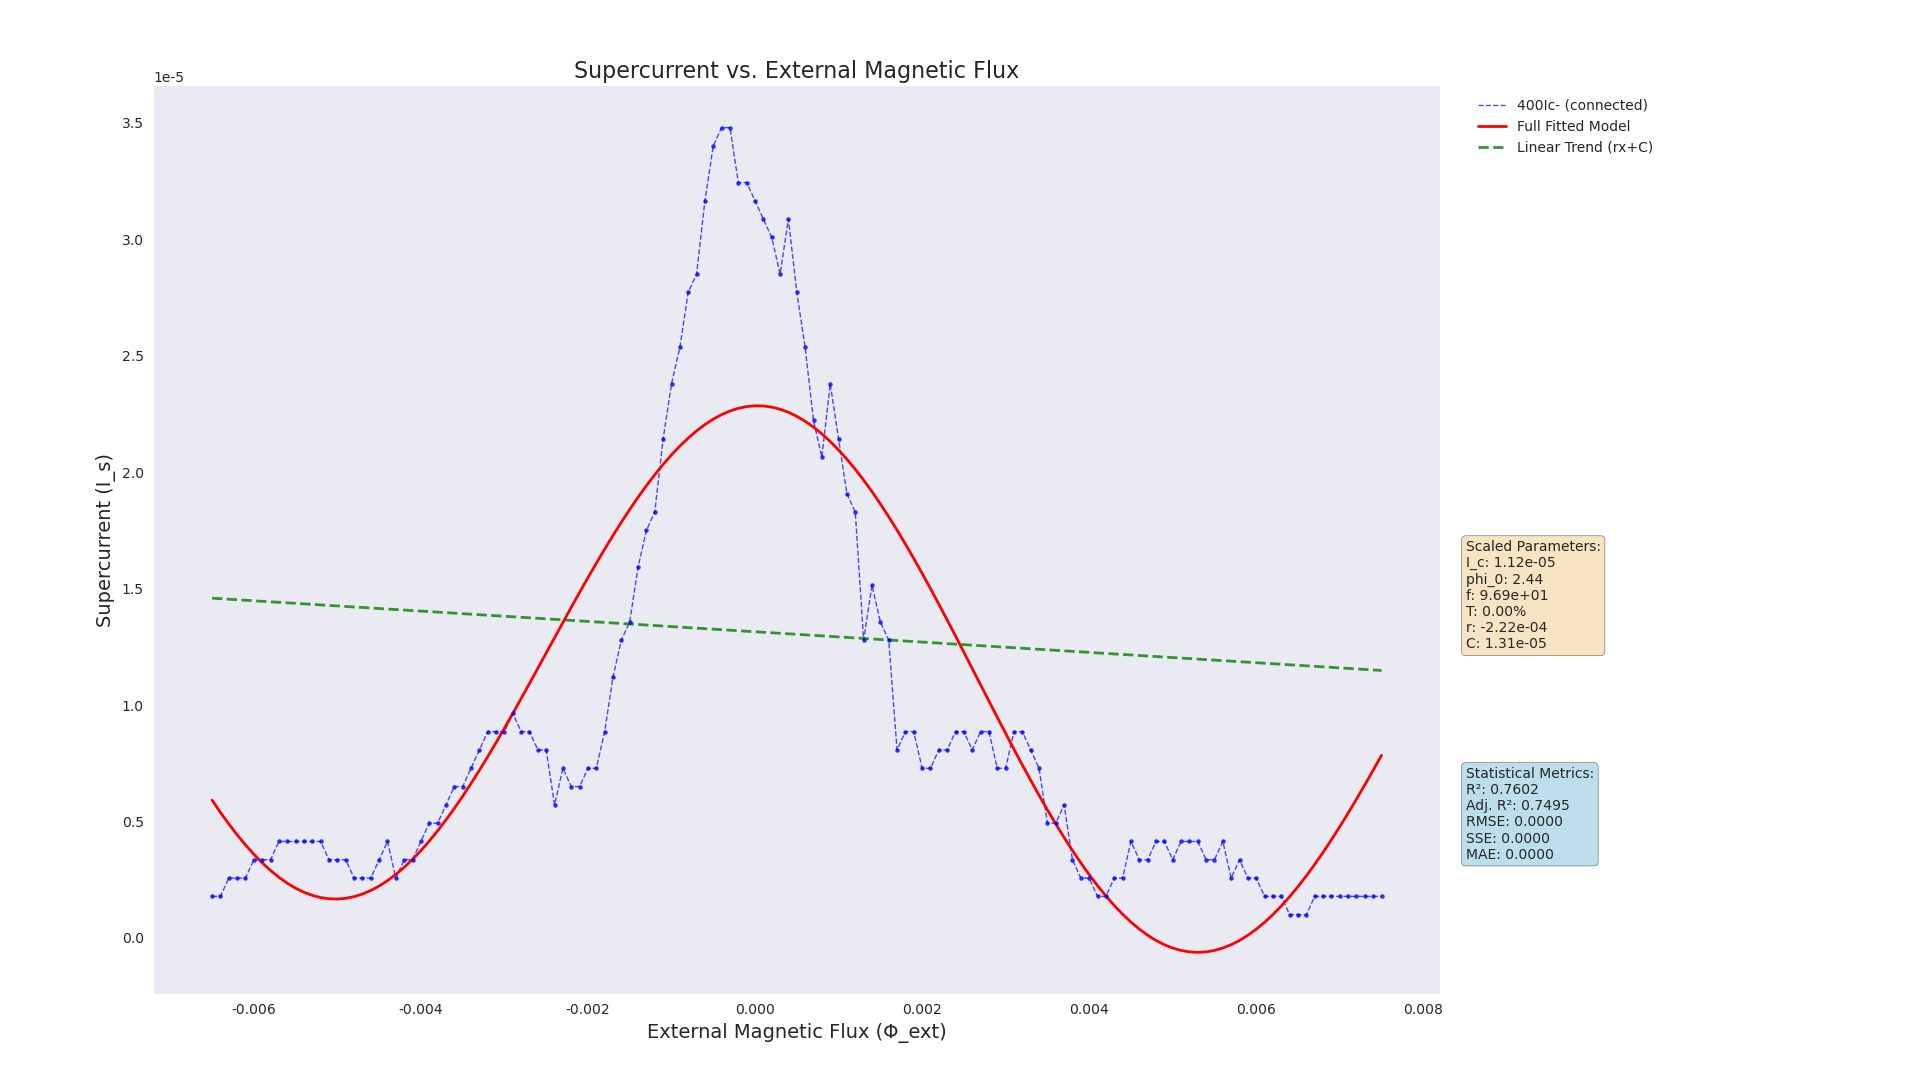 Supercurrent vs. External Magnetic Flux
1e-5
3.5
3.0
2.5
2.0
1.5
1.0
0.5
0.0
Supercurrent (I_s)
-0.006
-0.004
-0.002
0.000
0.002
0.004
0.006
0.008
External Magnetic Flux (Φ_ext)
400Ic- (connected)
Full Fitted Model
Linear Trend (rx+C)
Scaled Parameters:
I_c: 1.12e-05
phi_0: 2.44
f: 9.69e+01
T: 0.00%
r: -2.22e-04
C: 1.31e-05
Statistical Metrics:
R²: 0.7602
Adj. R²: 0.7495
RMSE: 0.0000
SSE: 0.0000
MAE: 0.0000